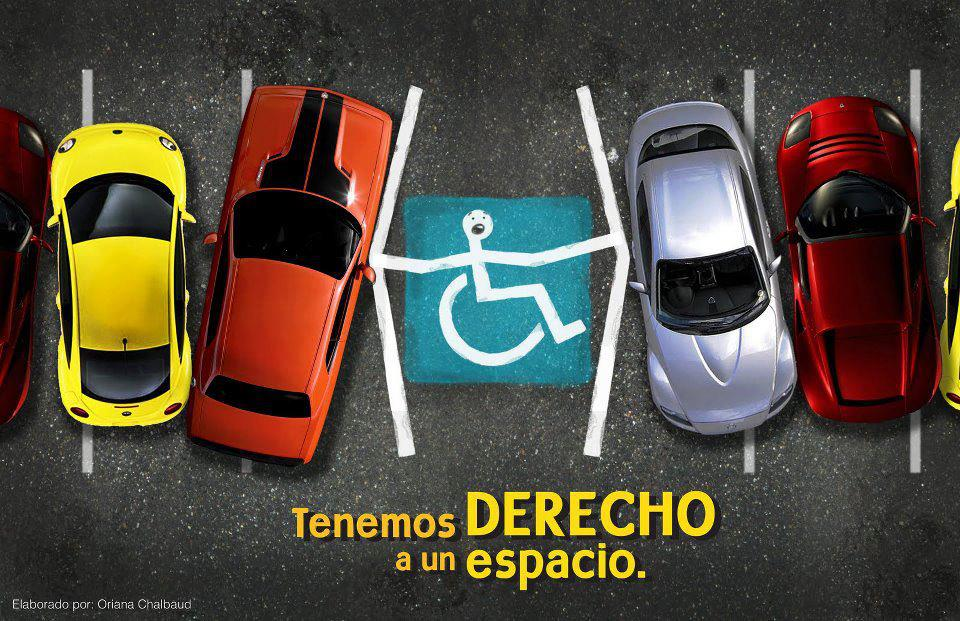 Tenemos DERECHO
a un espacio.
Elaborado por: Oriana Chalbaud